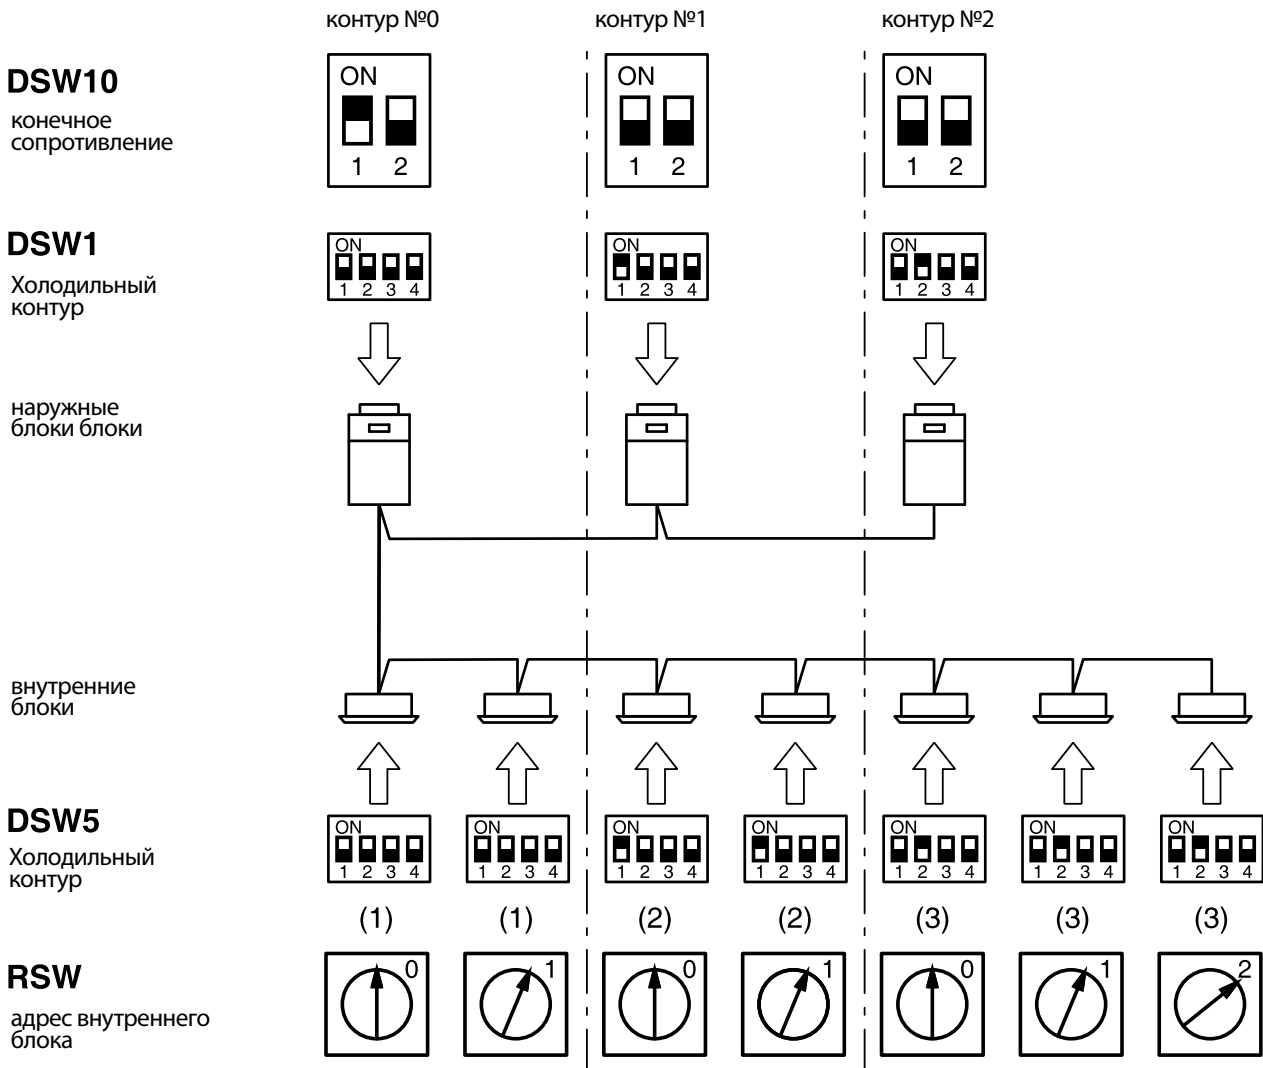 контур №0 контур №1 контур №2
DSW10
конечное
сопротивление
ON ON ON
1 2 1 2 1 2
DSW1
Холодильный
контур
ON ON ON
1 2 3 4 1 2 3 4 1 2 3 4
наружные
блоки блоки
внутренние
блоки
DSW5
Холодильный
контур
ON ON ON ON ON ON ON
1 2 3 4 1 2 3 4 1 2 3 4 1 2 3 4 1 2 3 4 1 2 3 4 1 2 3 4
(1) (1) (2) (2) (3) (3) (3)
RSW
адрес внутреннего
блока
0 1 0 1 0 1 2